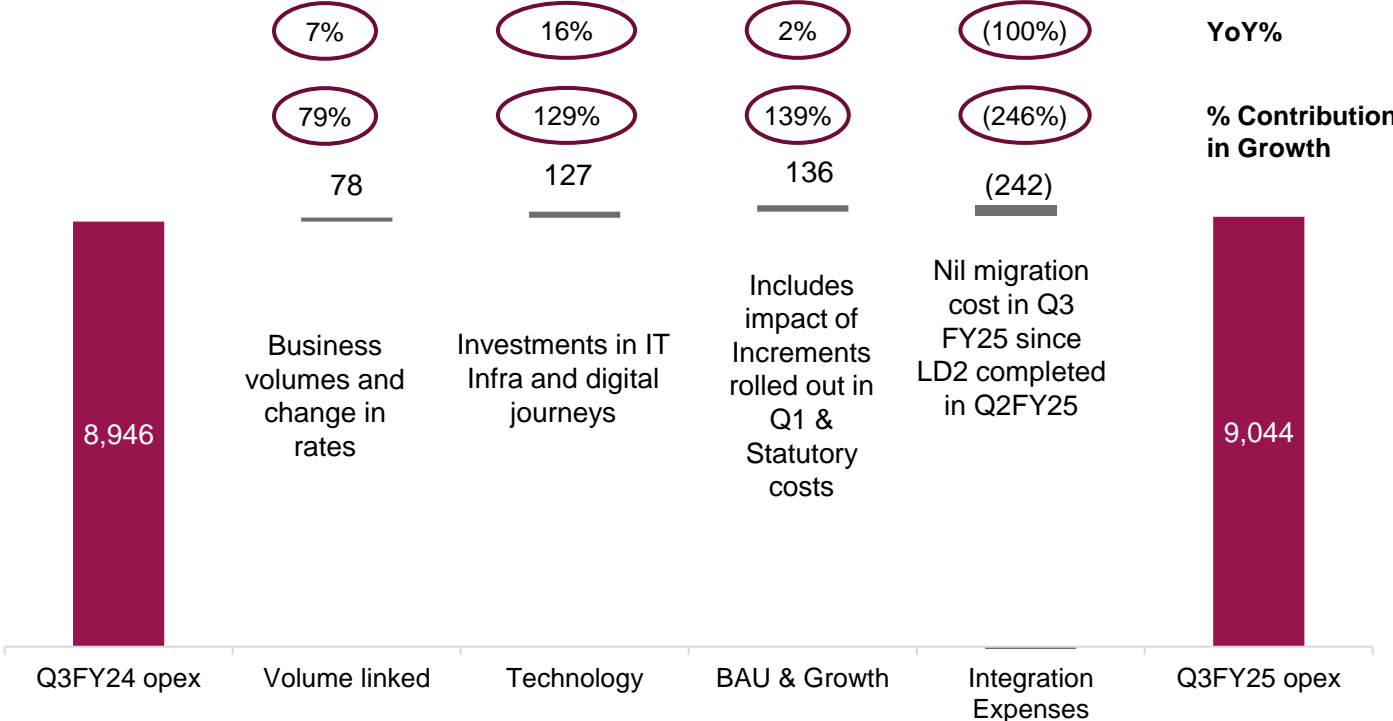 7%
16%
2%
(100%)
YoY%
79%
129%
139%
(246%)
% Contribution
in Growth
78
127
136
(242)
8,946
Business
volumes and
change in
rates
Investments in IT
Infra and digital
journeys
Includes
impact of
Increments
rolled out in
Q1 &
Statutory
costs
Nil migration
cost in Q3
FY25 since
LD2 completed
in Q2FY25
9,044
Q3FY24 opex
Volume linked
Technology
BAU & Growth
Integration
Expenses
Q3FY25 opex